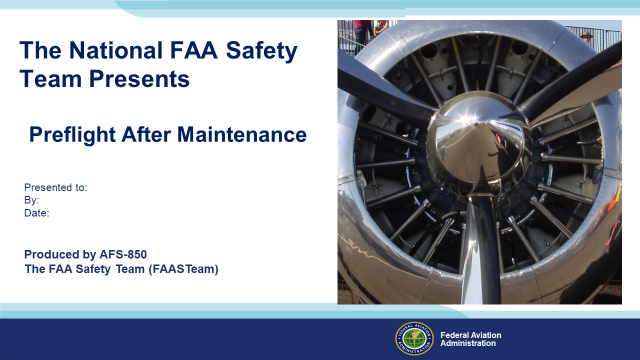 The National FAA Safety
Team Presents
Preflight After Maintenance
Presented to:
By:
Date:
Produced by AFS-850
The FAA Safety Team (FAASTeam)
Federal Aviation
Administration